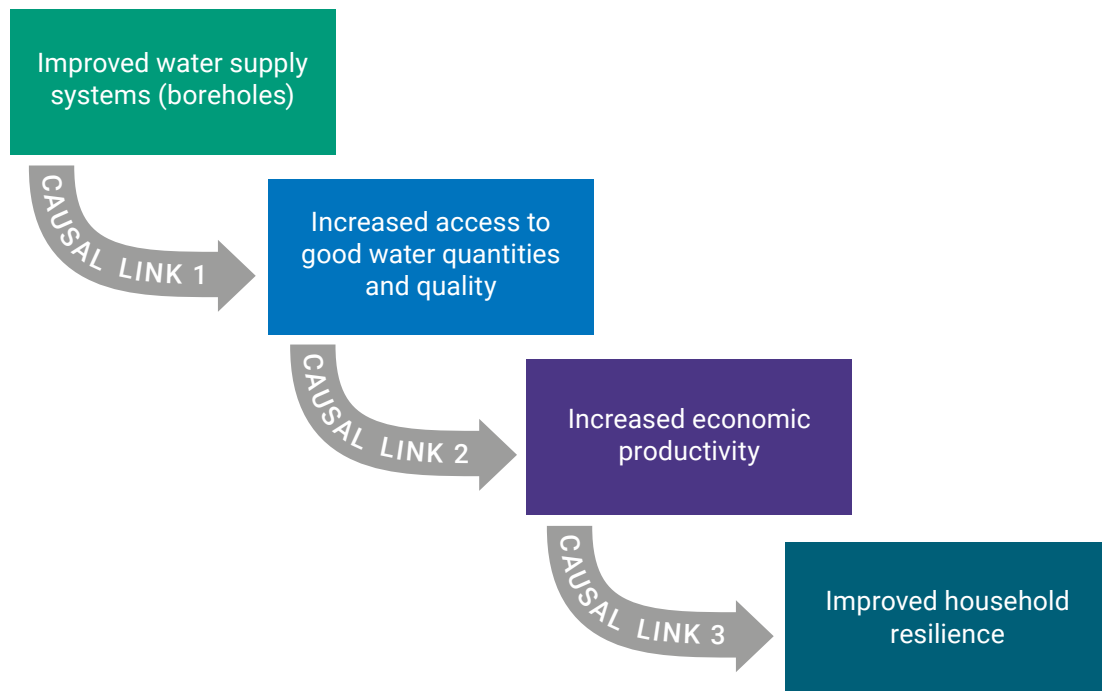 Improved water supply
systems (boreholes)
CAUSAL LINK 1
Increased access to
good water quantities
and quality
CAUSAL LINK 2
Increased economic
productivity
CAUSAL LINK 3
Improved household
resilience